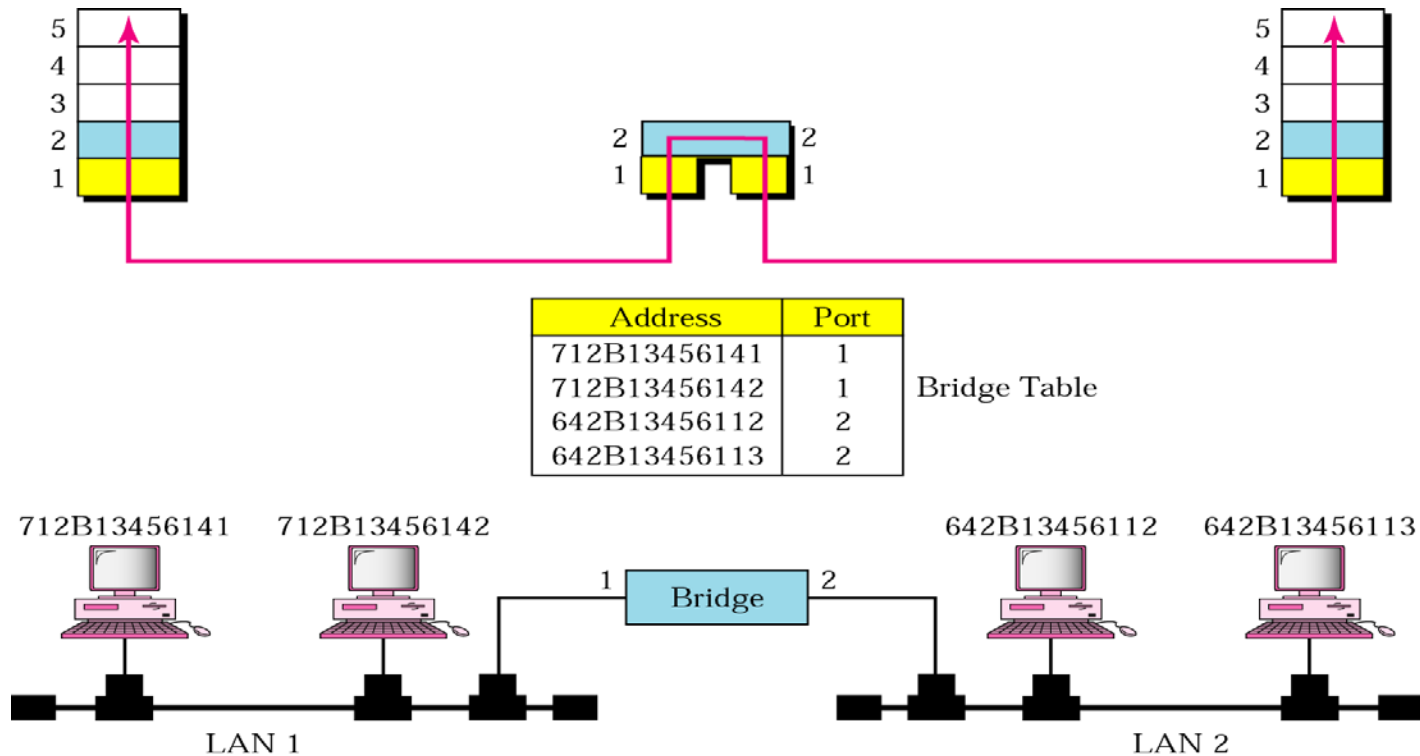 5 5
4 4
3 3
2 2 2 2
1 1 1 1
Address Port
712B13456141 1
712B13456142 1
Bridge Table
642B13456112 2
642B13456113 2
712B13456141 712B13456142 642B13456112 642B13456113
1 Bridge 2
LAN 1 LAN 2